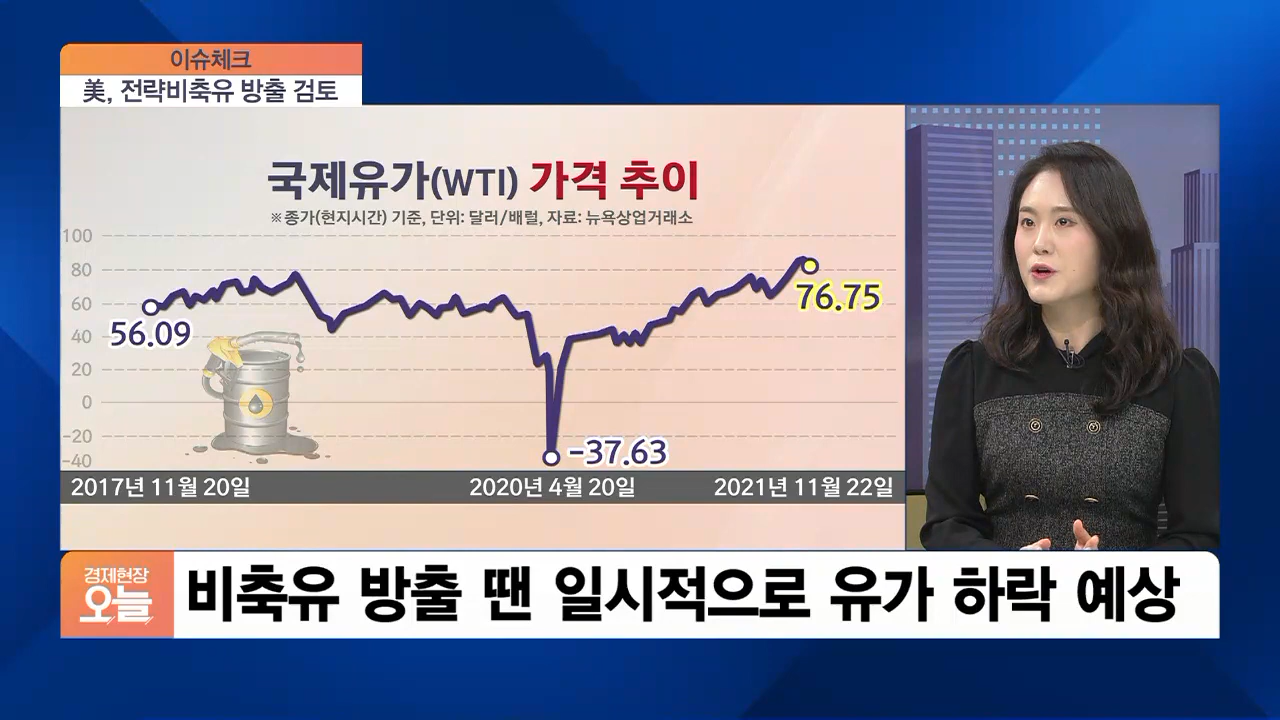 이슈체크
美, 전략비축유 방출 검토
국제유가(WTI) 가격 추이
※종가(현지시간) 기준, 단위: 달러/배럴, 자료: 뉴욕상업거래소
100
80
60
40
20
0
-20
-40
56.09
76.75
-37.63
2017년 11월 20일
2020년 4월 20일
2021년 11월 22일
경제현장
오늘
비축유 방출 땐 일시적으로 유가 하락 예상